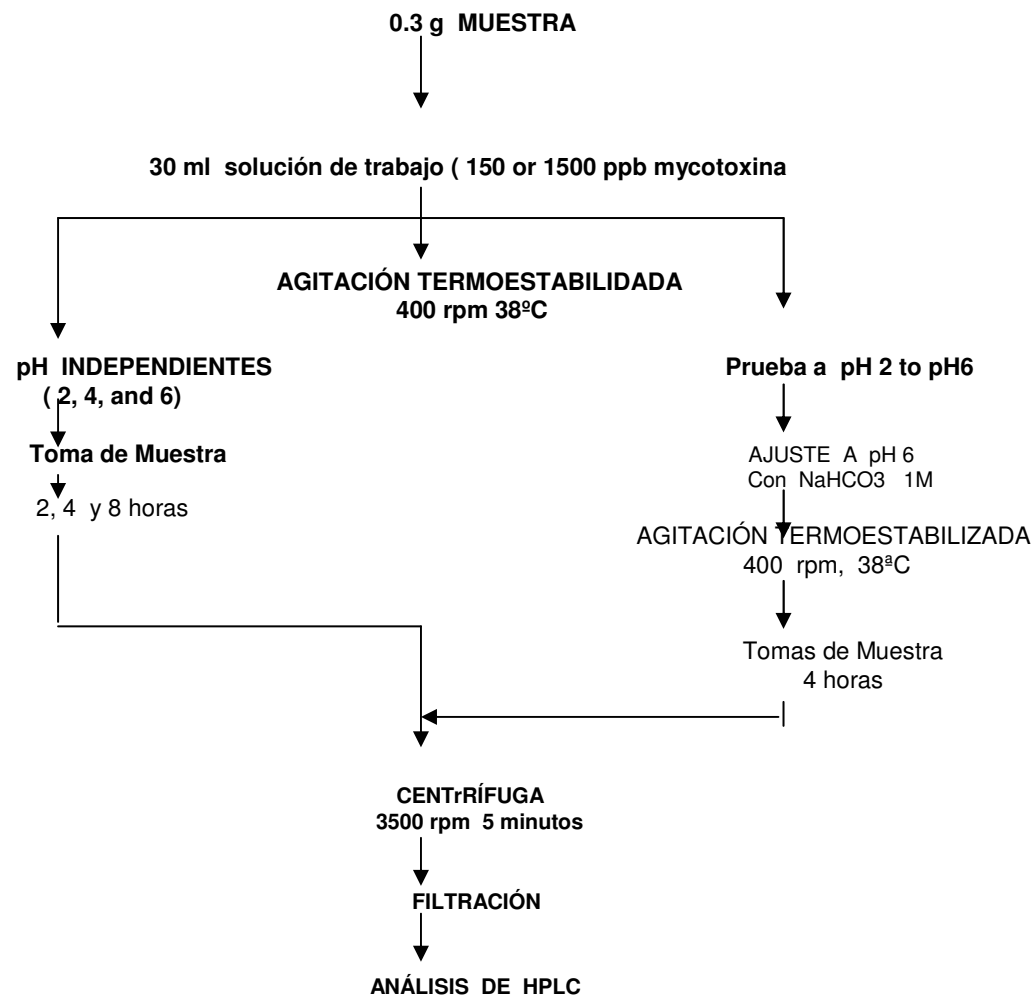 0.3 g MUESTRA
30 ml solución de trabajo ( 150 or 1500 ppb mycotoxina
AGITACIÓN TERMOESTABILIDADA
400 rpm 38ºC
pH INDEPENDIENTES
( 2, 4, and 6)
Toma de Muestra
2, 4 y 8 horas
Prueba a pH 2 to pH6
AJUSTE A pH 6
Con NaHCO3 1M
AGITACIÓN TERMOESTABILIZADA
400 rpm, 38ªC
Tomas de Muestra
4 horas
CENTrRÍFUGA
3500 rpm 5 minutos
FILTRACIÓN
ANÁLISIS DE HPLC